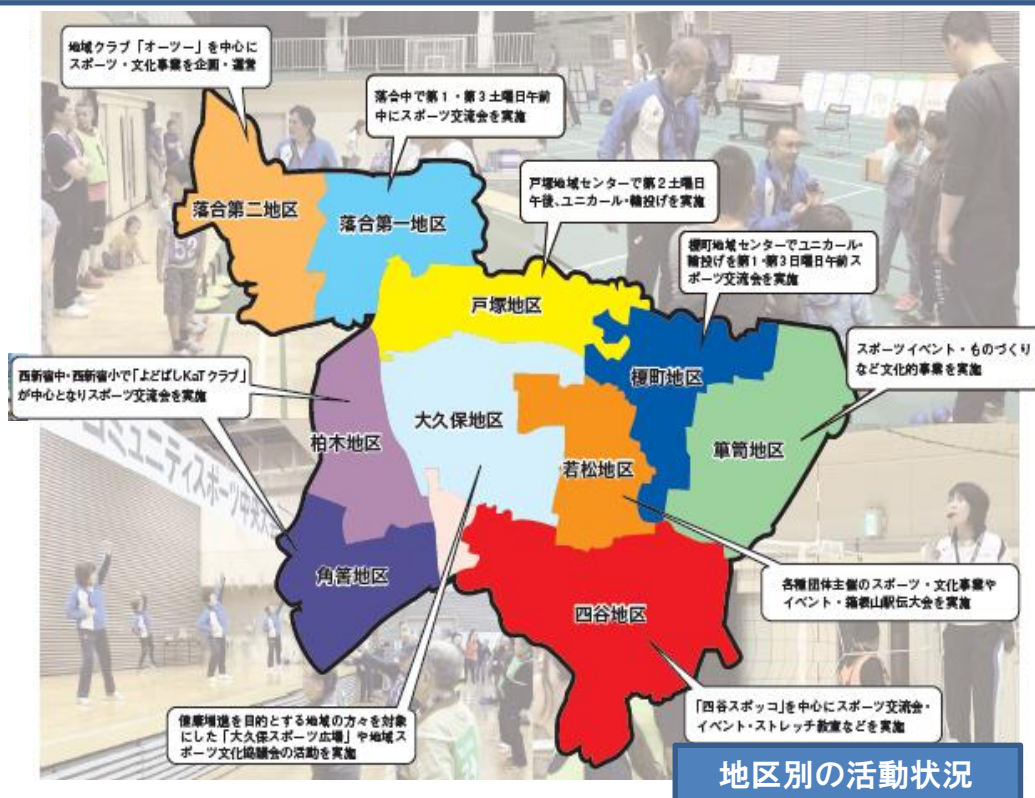 地域クラブ「オーツー」を中心に
スポーツ・文化事業を企画・運営
落合中で第1・第3土曜日午前
中にスポーツ交流会を実施
戸塚地域センターで第2土曜日
午後、ユニカール・輪投げを実施
榎町地域センターでユニカール・
輪投げを第1・第3日曜日午前ス
ポーツ交流会を実施
落合第二地区
落合第一地区
戸塚地区
スポーツイベント・ものづくり
など文化的事業を実施
西新宿中・西新宿小で「よどばしKaTクラブ」
が中心となりスポーツ交流会を実施
榎町地区
大久保地区
柏木地区
若松地区
箪笥地区
コミュニティスポーツ中央大会
角筈地区
各種団体主催のスポーツ・文化事業や
イベント・箱根山駅伝大会を実施
四谷地区
健康増進を目的とする地域の方々を対象
にした「大久保スポーツ広場」や地域ス
ポーツ文化協議会の活動を実施
「四谷スポッコ」を中心にスポーツ交流会・
イベント・ストレッチ教室などを実施
地区別の活動状況